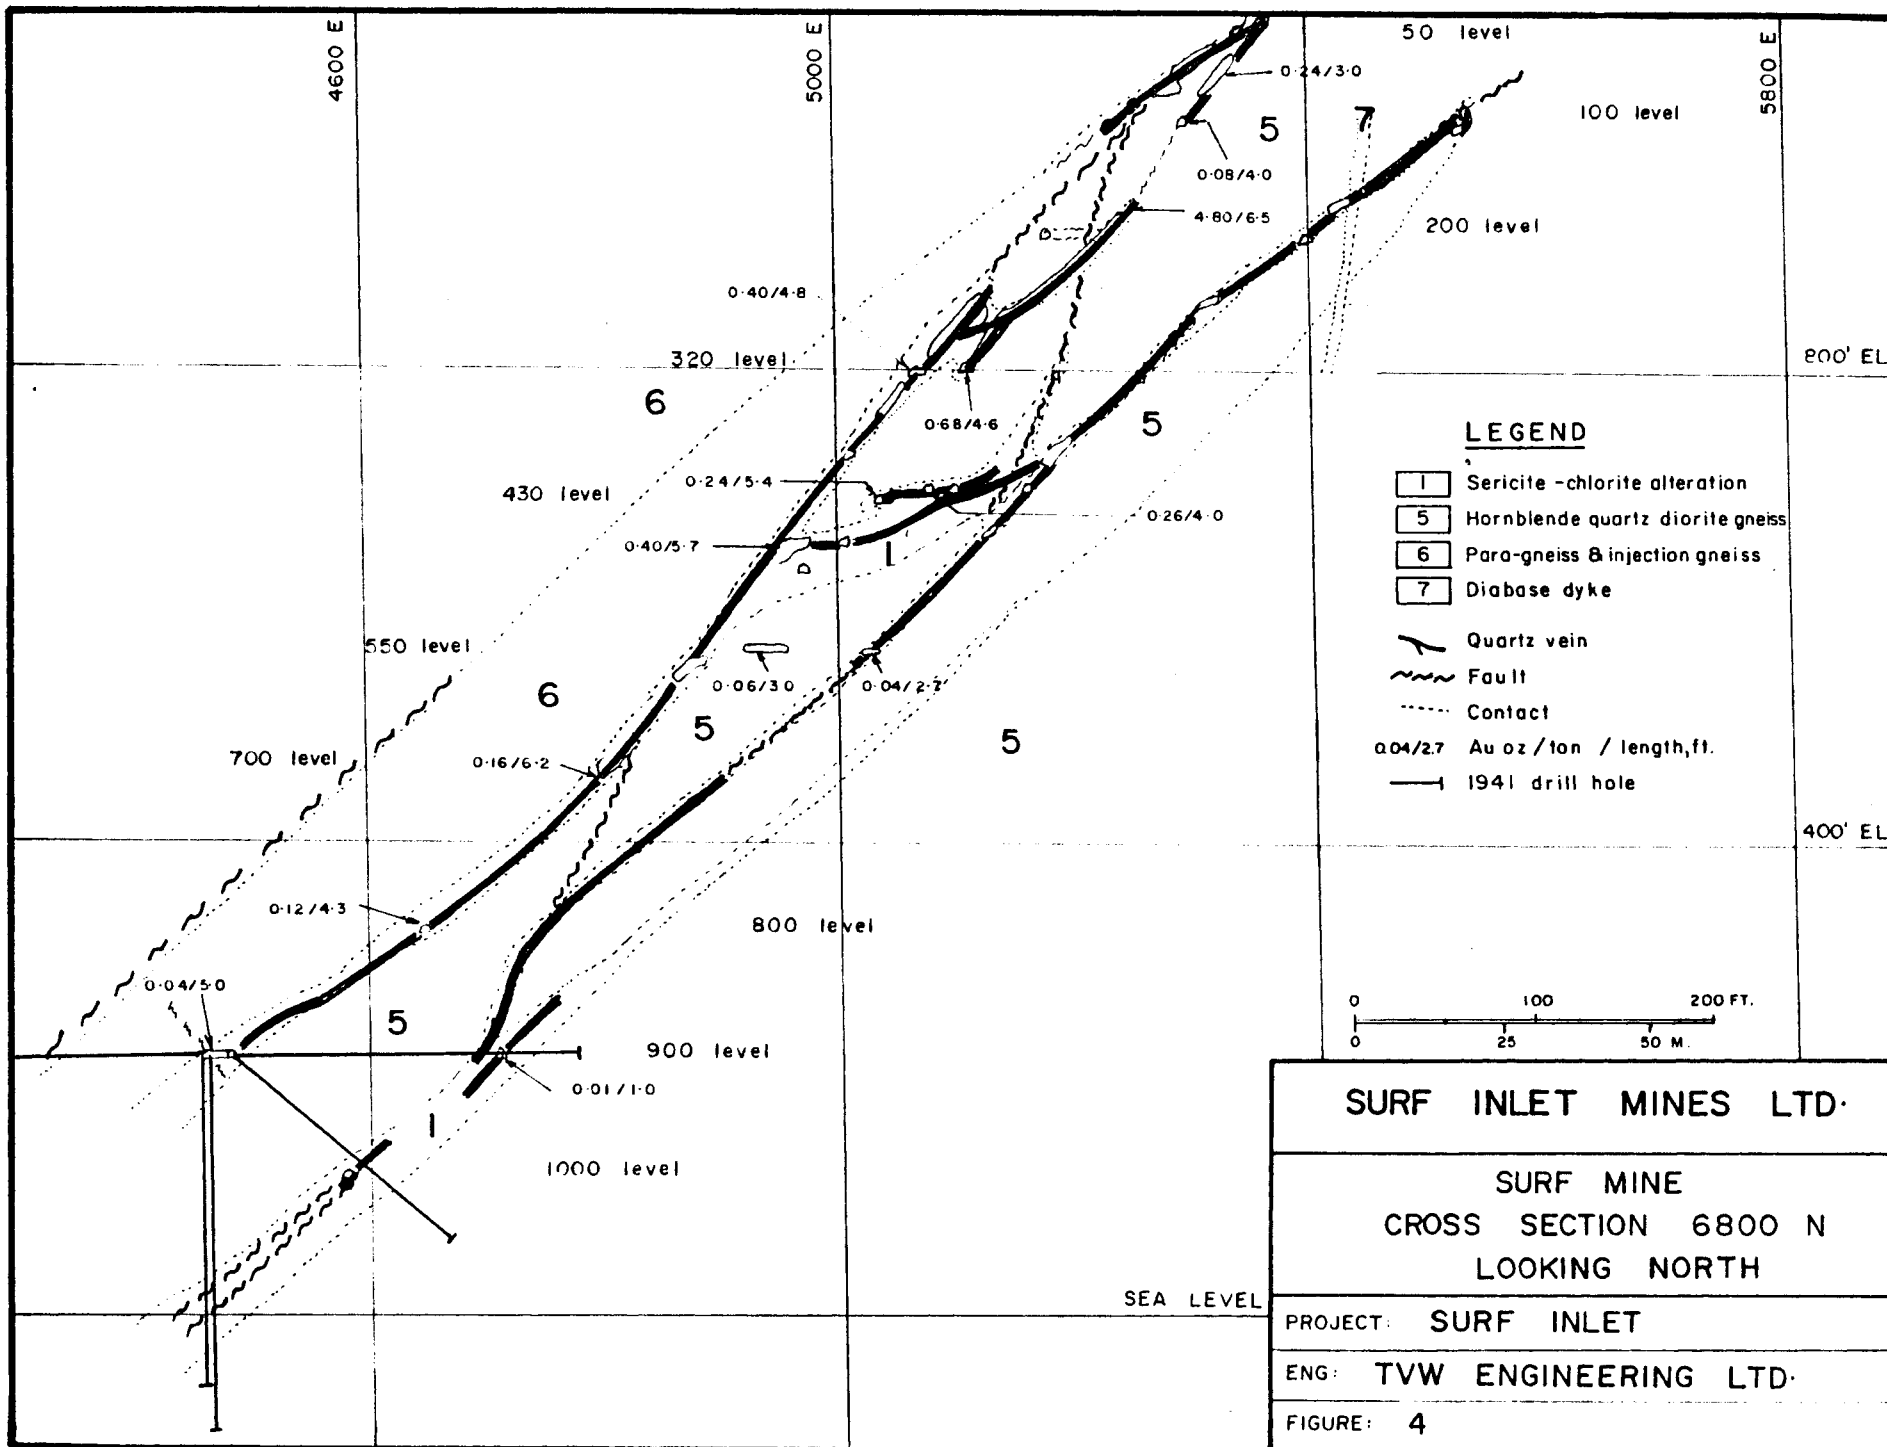 4600 E
5000 E
5800 E
50 level
0.24/3.0
100 level
7
5
0.08/4.0
4.80/6.5
200 level
D
0.40/4.8
320 level
800' EL
6
0.68/4.6
5
430 level
0.24/5.4
0.26/4.0
0.40/5.7
1
D
550 level
0.06/3.0
0.04/2.7
6
5
5
700 level
0.16/6.2
400' EL
0.12/4.3
800 level
0.04/5.0
5
900 level
0.01/1.0
1
1000 level
SEA LEVEL
LEGEND
1 Sericite-chlorite alteration
5 Hornblende quartz diorite gneiss
6 Para-gneiss & injection gneiss
7 Diabase dyke
Quartz vein
Fault
Contact
0.04/2.7 Au oz/ton / length,ft.
1941 drill hole
0 100 200 FT.
0 25 50 M.
SURF INLET MINES LTD.
SURF MINE
CROSS SECTION 6800 N
LOOKING NORTH
PROJECT: SURF INLET
ENG: TVW ENGINEERING LTD.
FIGURE: 4